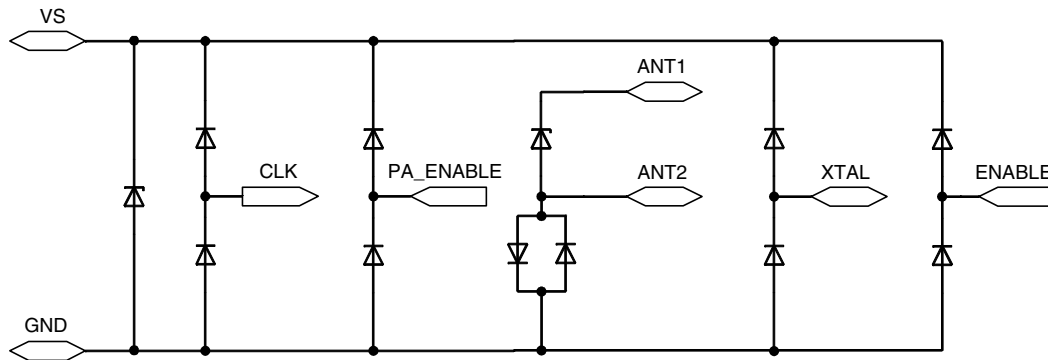 VS
ANT1
CLK
PA_ENABLE
ANT2
XTAL
ENABLE
GND